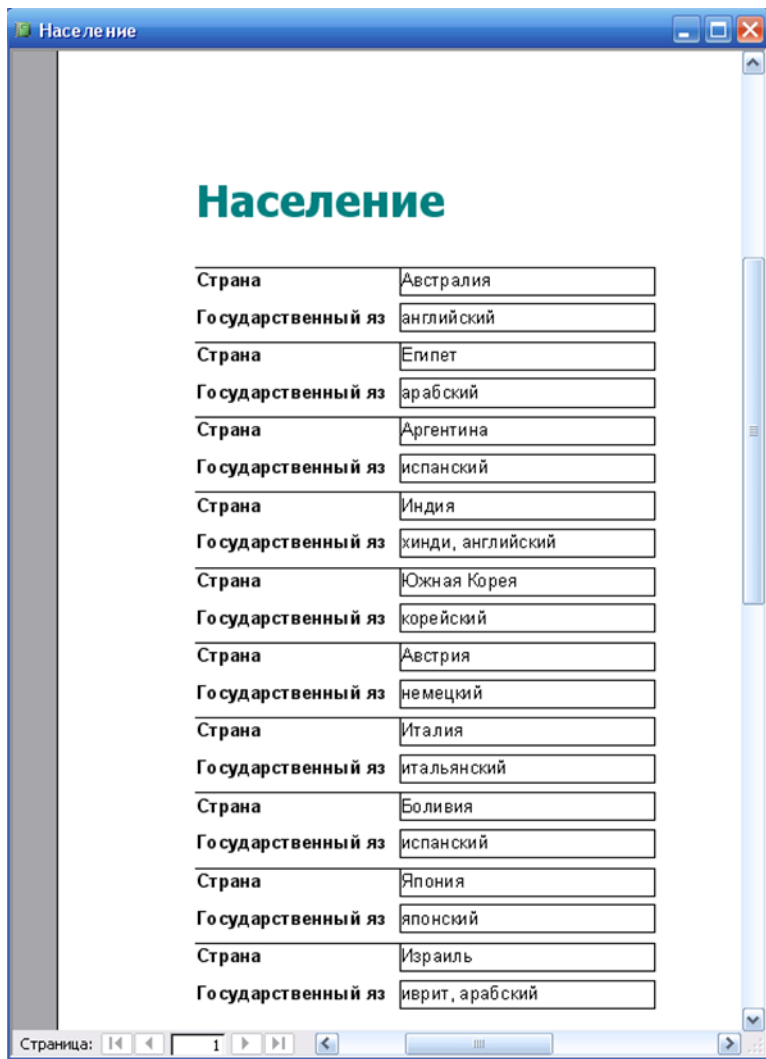 Население
Население
Страна Австралия
Государственный яз английский
Страна Египет
Государственный яз арабский
Страна Аргентина
Государственный яз испанский
Страна Индия
Государственный яз хинди, английский
Страна Южная Корея
Государственный яз корейский
Страна Австрия
Государственный яз немецкий
Страна Италия
Государственный яз итальянский
Страна Боливия
Государственный яз испанский
Страна Япония
Государственный яз японский
Страна Израиль
Государственный яз иврит, арабский
Страница: 1